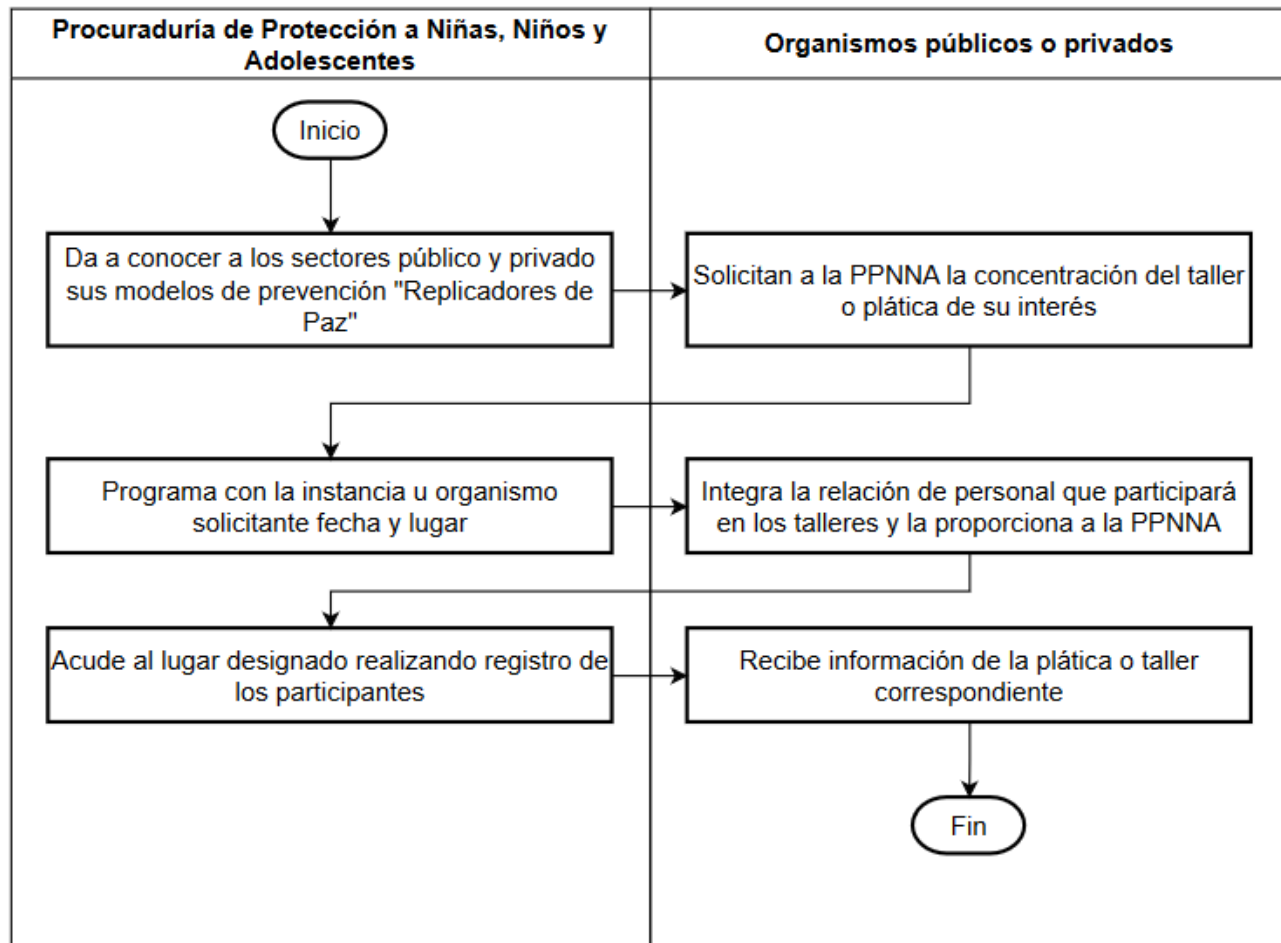 Procuraduría de Protección a Niñas, Niños y
Adolescentes
Organismos públicos o privados
Inicio
Da a conocer a los sectores público y privado
sus modelos de prevención "Replicadores de
Paz"
Solicitan a la PPNNA la concentración del taller
o plática de su interés
Programa con la instancia u organismo
solicitante fecha y lugar
Integra la relación de personal que participará
en los talleres y la proporciona a la PPNNA
Acude al lugar designado realizando registro de
los participantes
Recibe información de la plática o taller
correspondiente
Fin